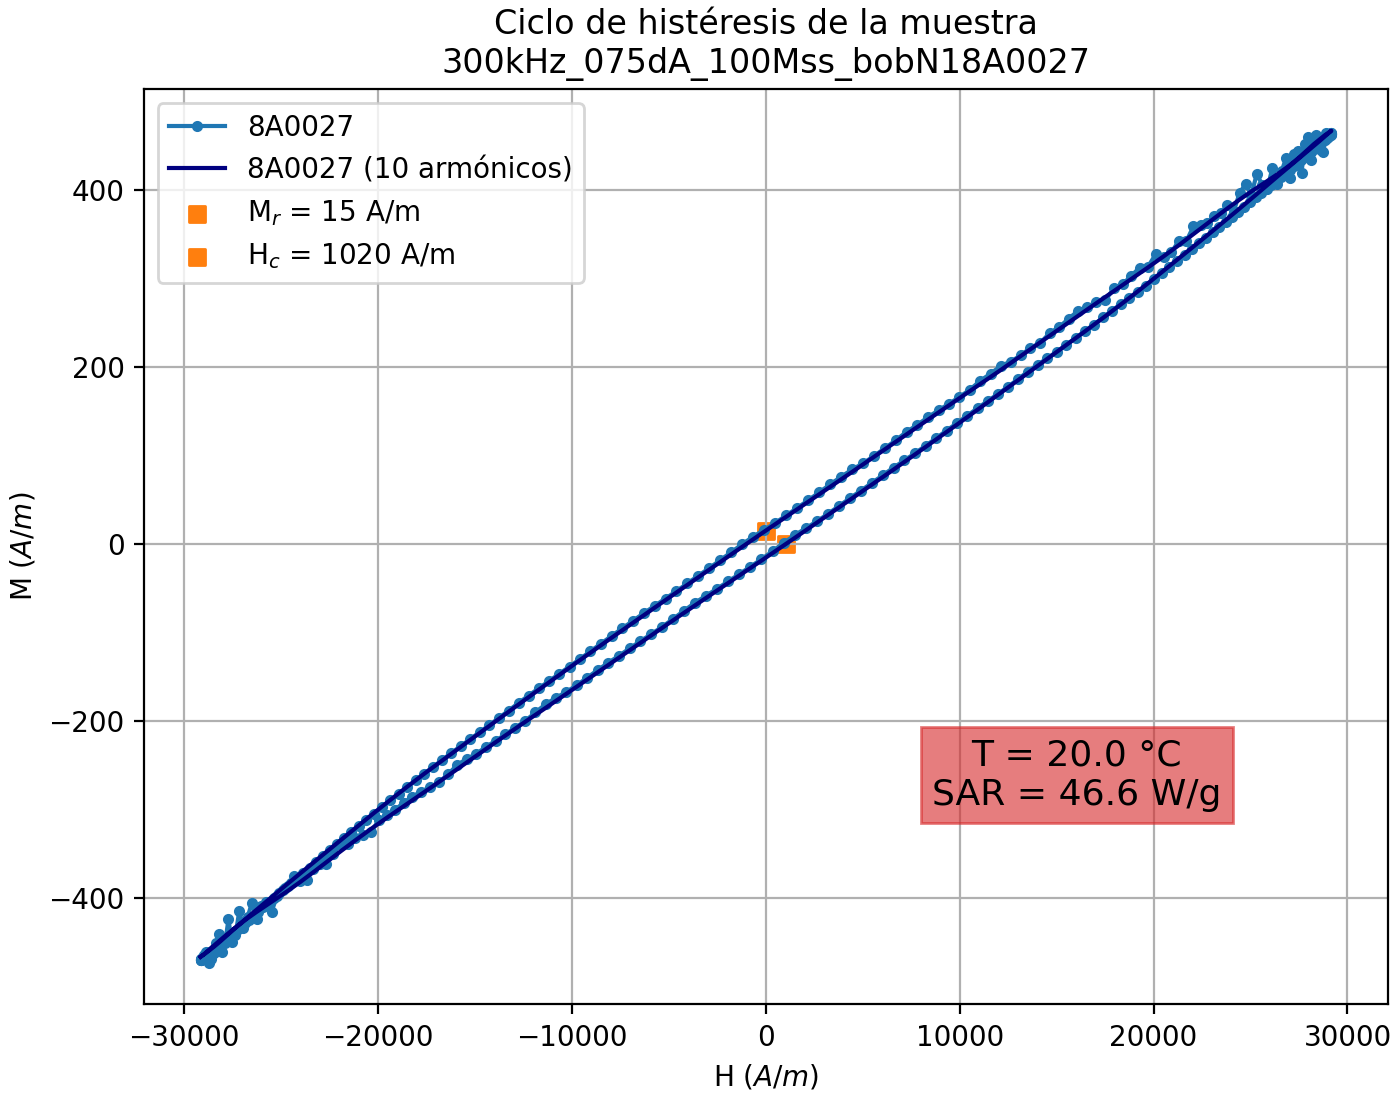 Ciclo de histéresis de la muestra
300kHz_075dA_100Mss_bobN18A0027
8A0027
8A0027 (10 armónicos)
Mᵣ = 15 A/m
H_c = 1020 A/m
400
200
0
−200
−400
M (A/m)
T = 20.0 °C
SAR = 46.6 W/g
−30000 −20000 −10000 0 10000 20000 30000
H (A/m)